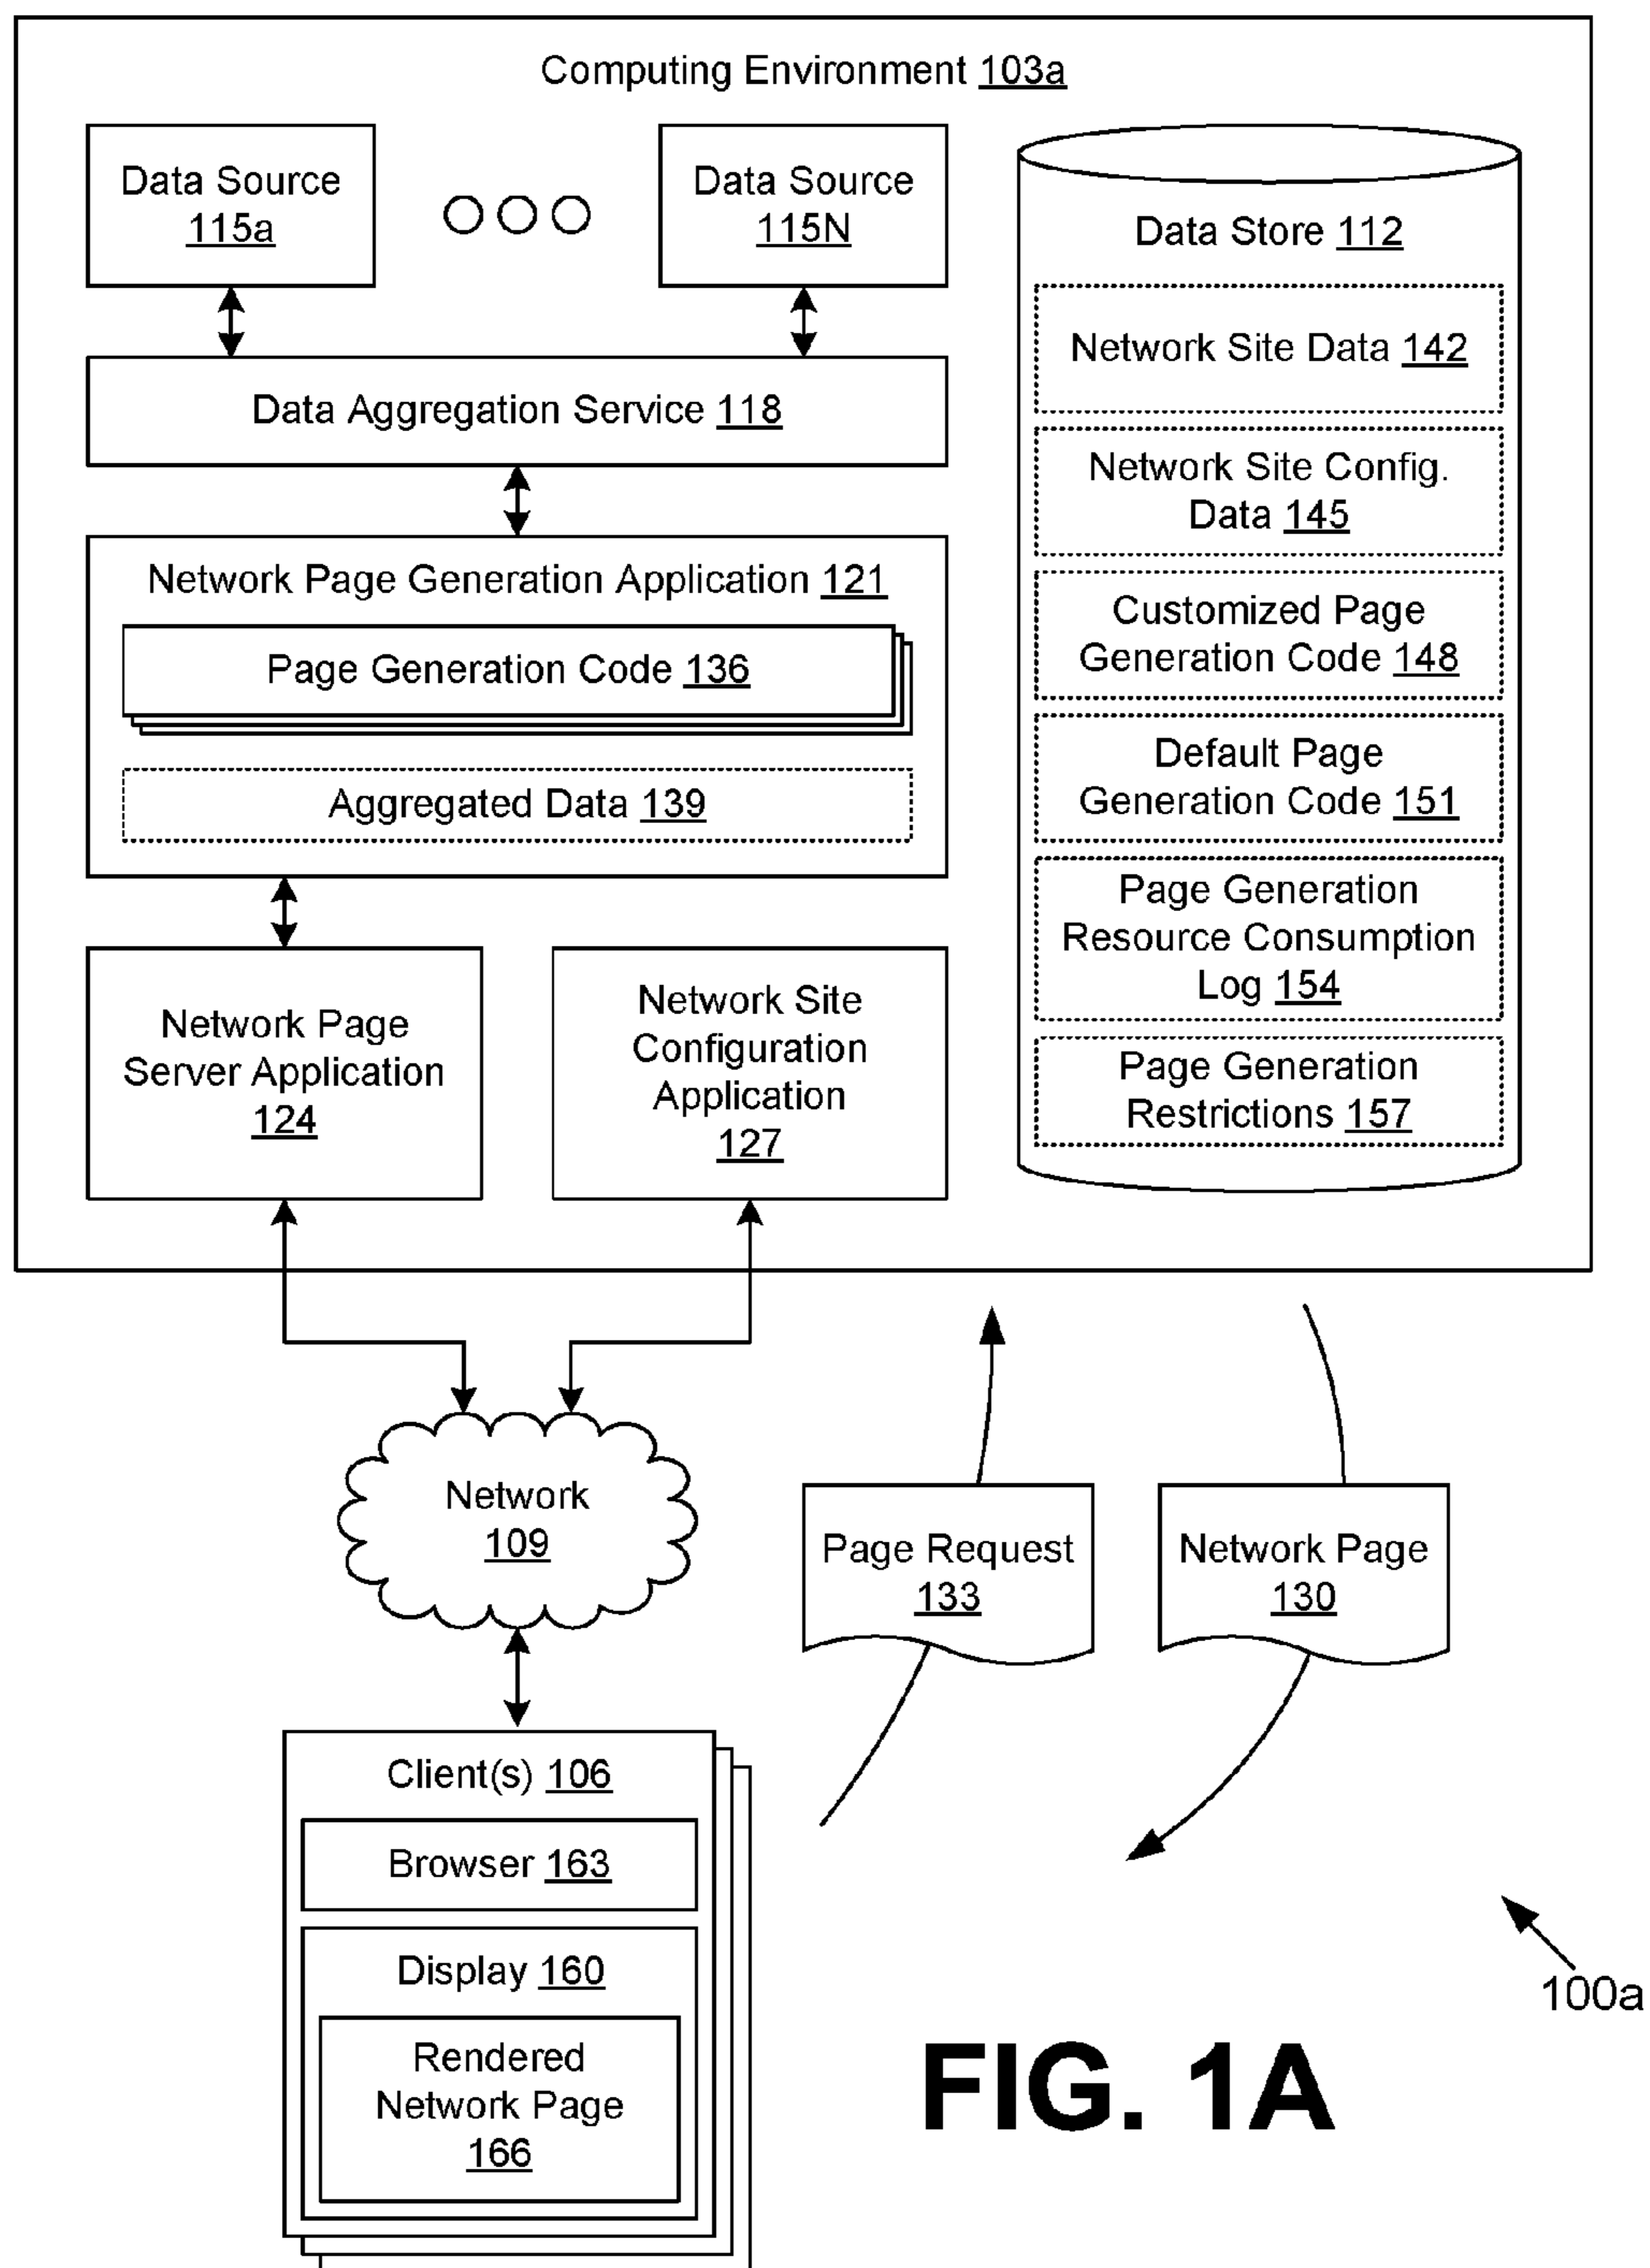 Computing Environment 103a
Data Source
115a
Data Source
115N
Data Aggregation Service 118
Network Page Generation Application 121
Page Generation Code 136
Aggregated Data 139
Network Page
Server Application
124
Network Site
Configuration
Application
127
Data Store 112
Network Site Data 142
Network Site Config.
Data 145
Customized Page
Generation Code 148
Default Page
Generation Code 151
Page Generation
Resource Consumption
Log 154
Page Generation
Restrictions 157
Network
109
Page Request
133
Network Page
130
Client(s) 106
Browser 163
Display 160
Rendered
Network Page
166
100a
FIG. 1A